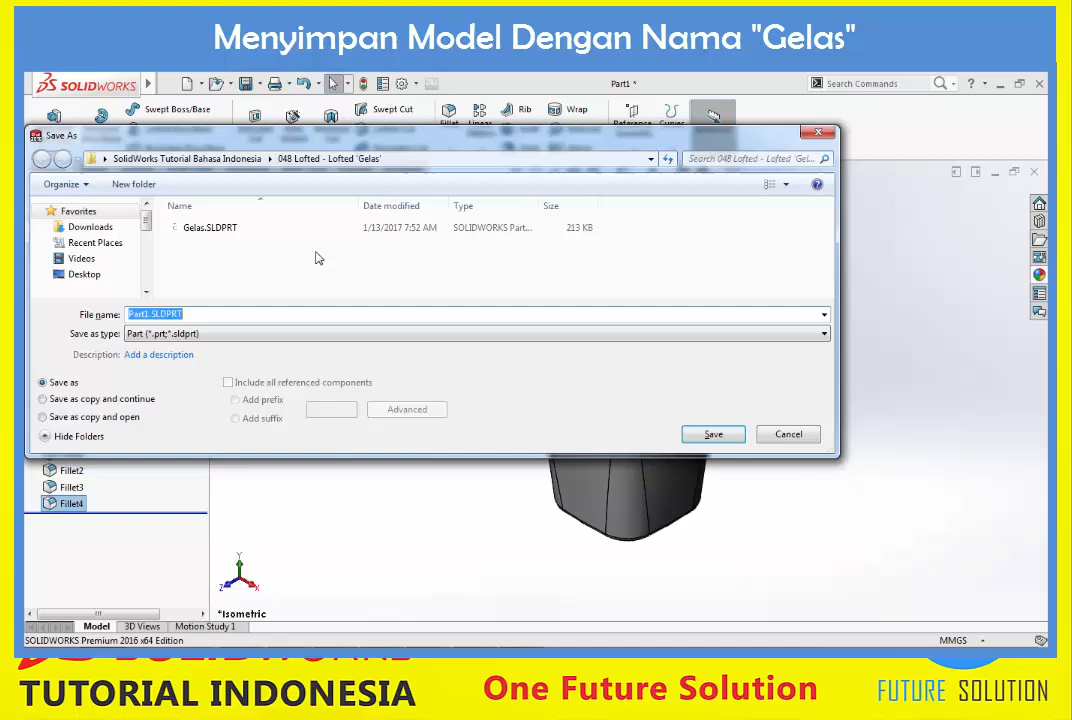 Menyimpan Model Dengan Nama "Gelas"
SOLIDWORKS
Part1 *
Search Commands
Swept Boss/Base
Swept Cut
Rib
Wrap
Save As
SolidWorks Tutorial Bahasa Indonesia
048 Lofted - Lofted 'Gelas'
Search 048 Lofted - Lofted 'Gel...
Organize
New folder
Favorites
Downloads
Recent Places
Videos
Desktop
Name
Date modified
Type
Size
Gelas.SLDPRT
1/13/2017 7:52 AM
SOLIDWORKS Part...
213 KB
File name:
Part1.SLDPRT
Save as type:
Part (*.prt;*.sldprt)
Description:
Add a description
Save as
Save as copy and continue
Save as copy and open
Include all referenced components
Add prefix
Add suffix
Advanced
Hide Folders
Save
Cancel
Fillet2
Fillet3
Fillet4
Y
Z
X
*Isometric
Model
3D Views
Motion Study 1
SOLIDWORKS Premium 2016 x64 Edition
MMGS
TUTORIAL INDONESIA
One Future Solution
FUTURE SOLUTION